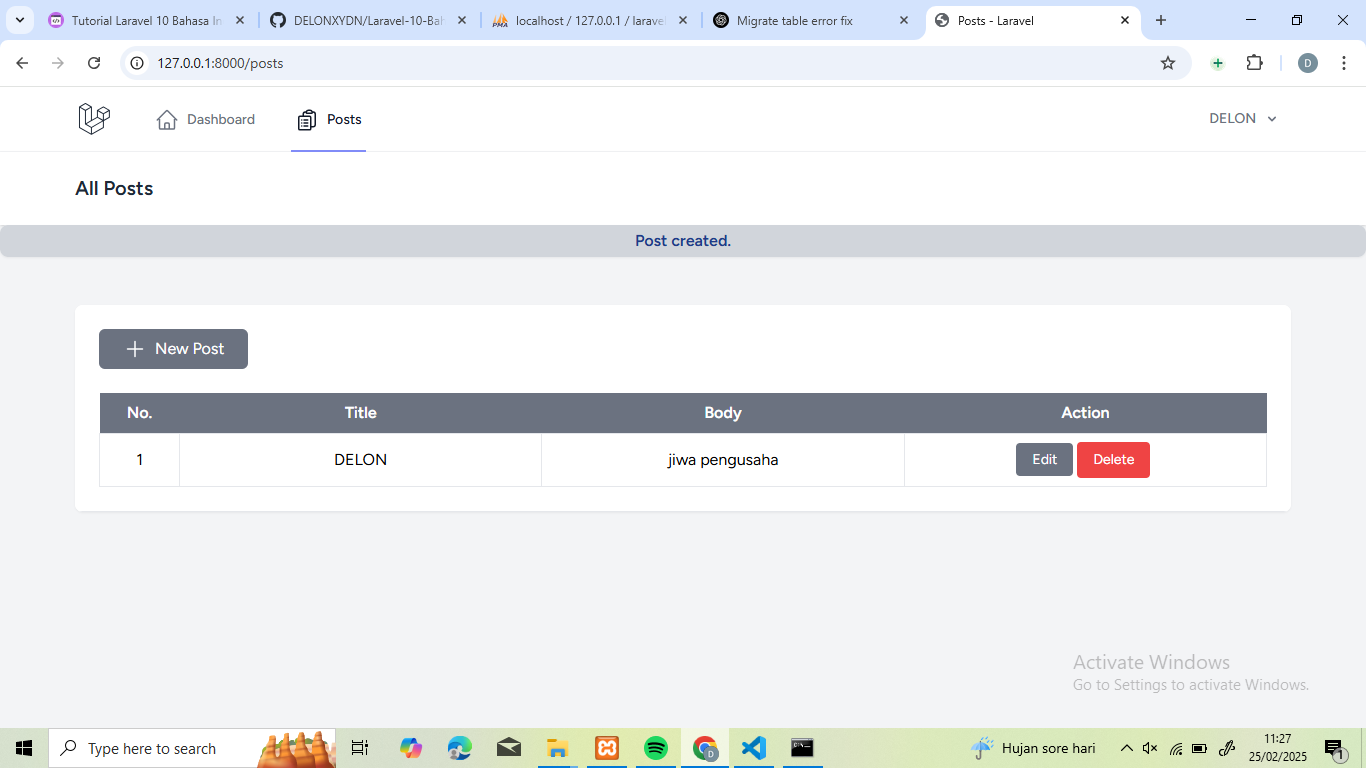 Tutorial Laravel 10 Bahasa In
DELONXYDN/Laravel-10-Bah
PMA
localhost / 127.0.0.1 / laravel
Migrate table error fix
Posts - Laravel
127.0.0.1:8000/posts
D
Dashboard
Posts
DELON
All Posts
Post created.
New Post
No. Title Body Action
1 DELON jiwa pengusaha Edit Delete
Activate Windows
Go to Settings to activate Windows.
Type here to search
D
Hujan sore hari
11:27
25/02/2025
1